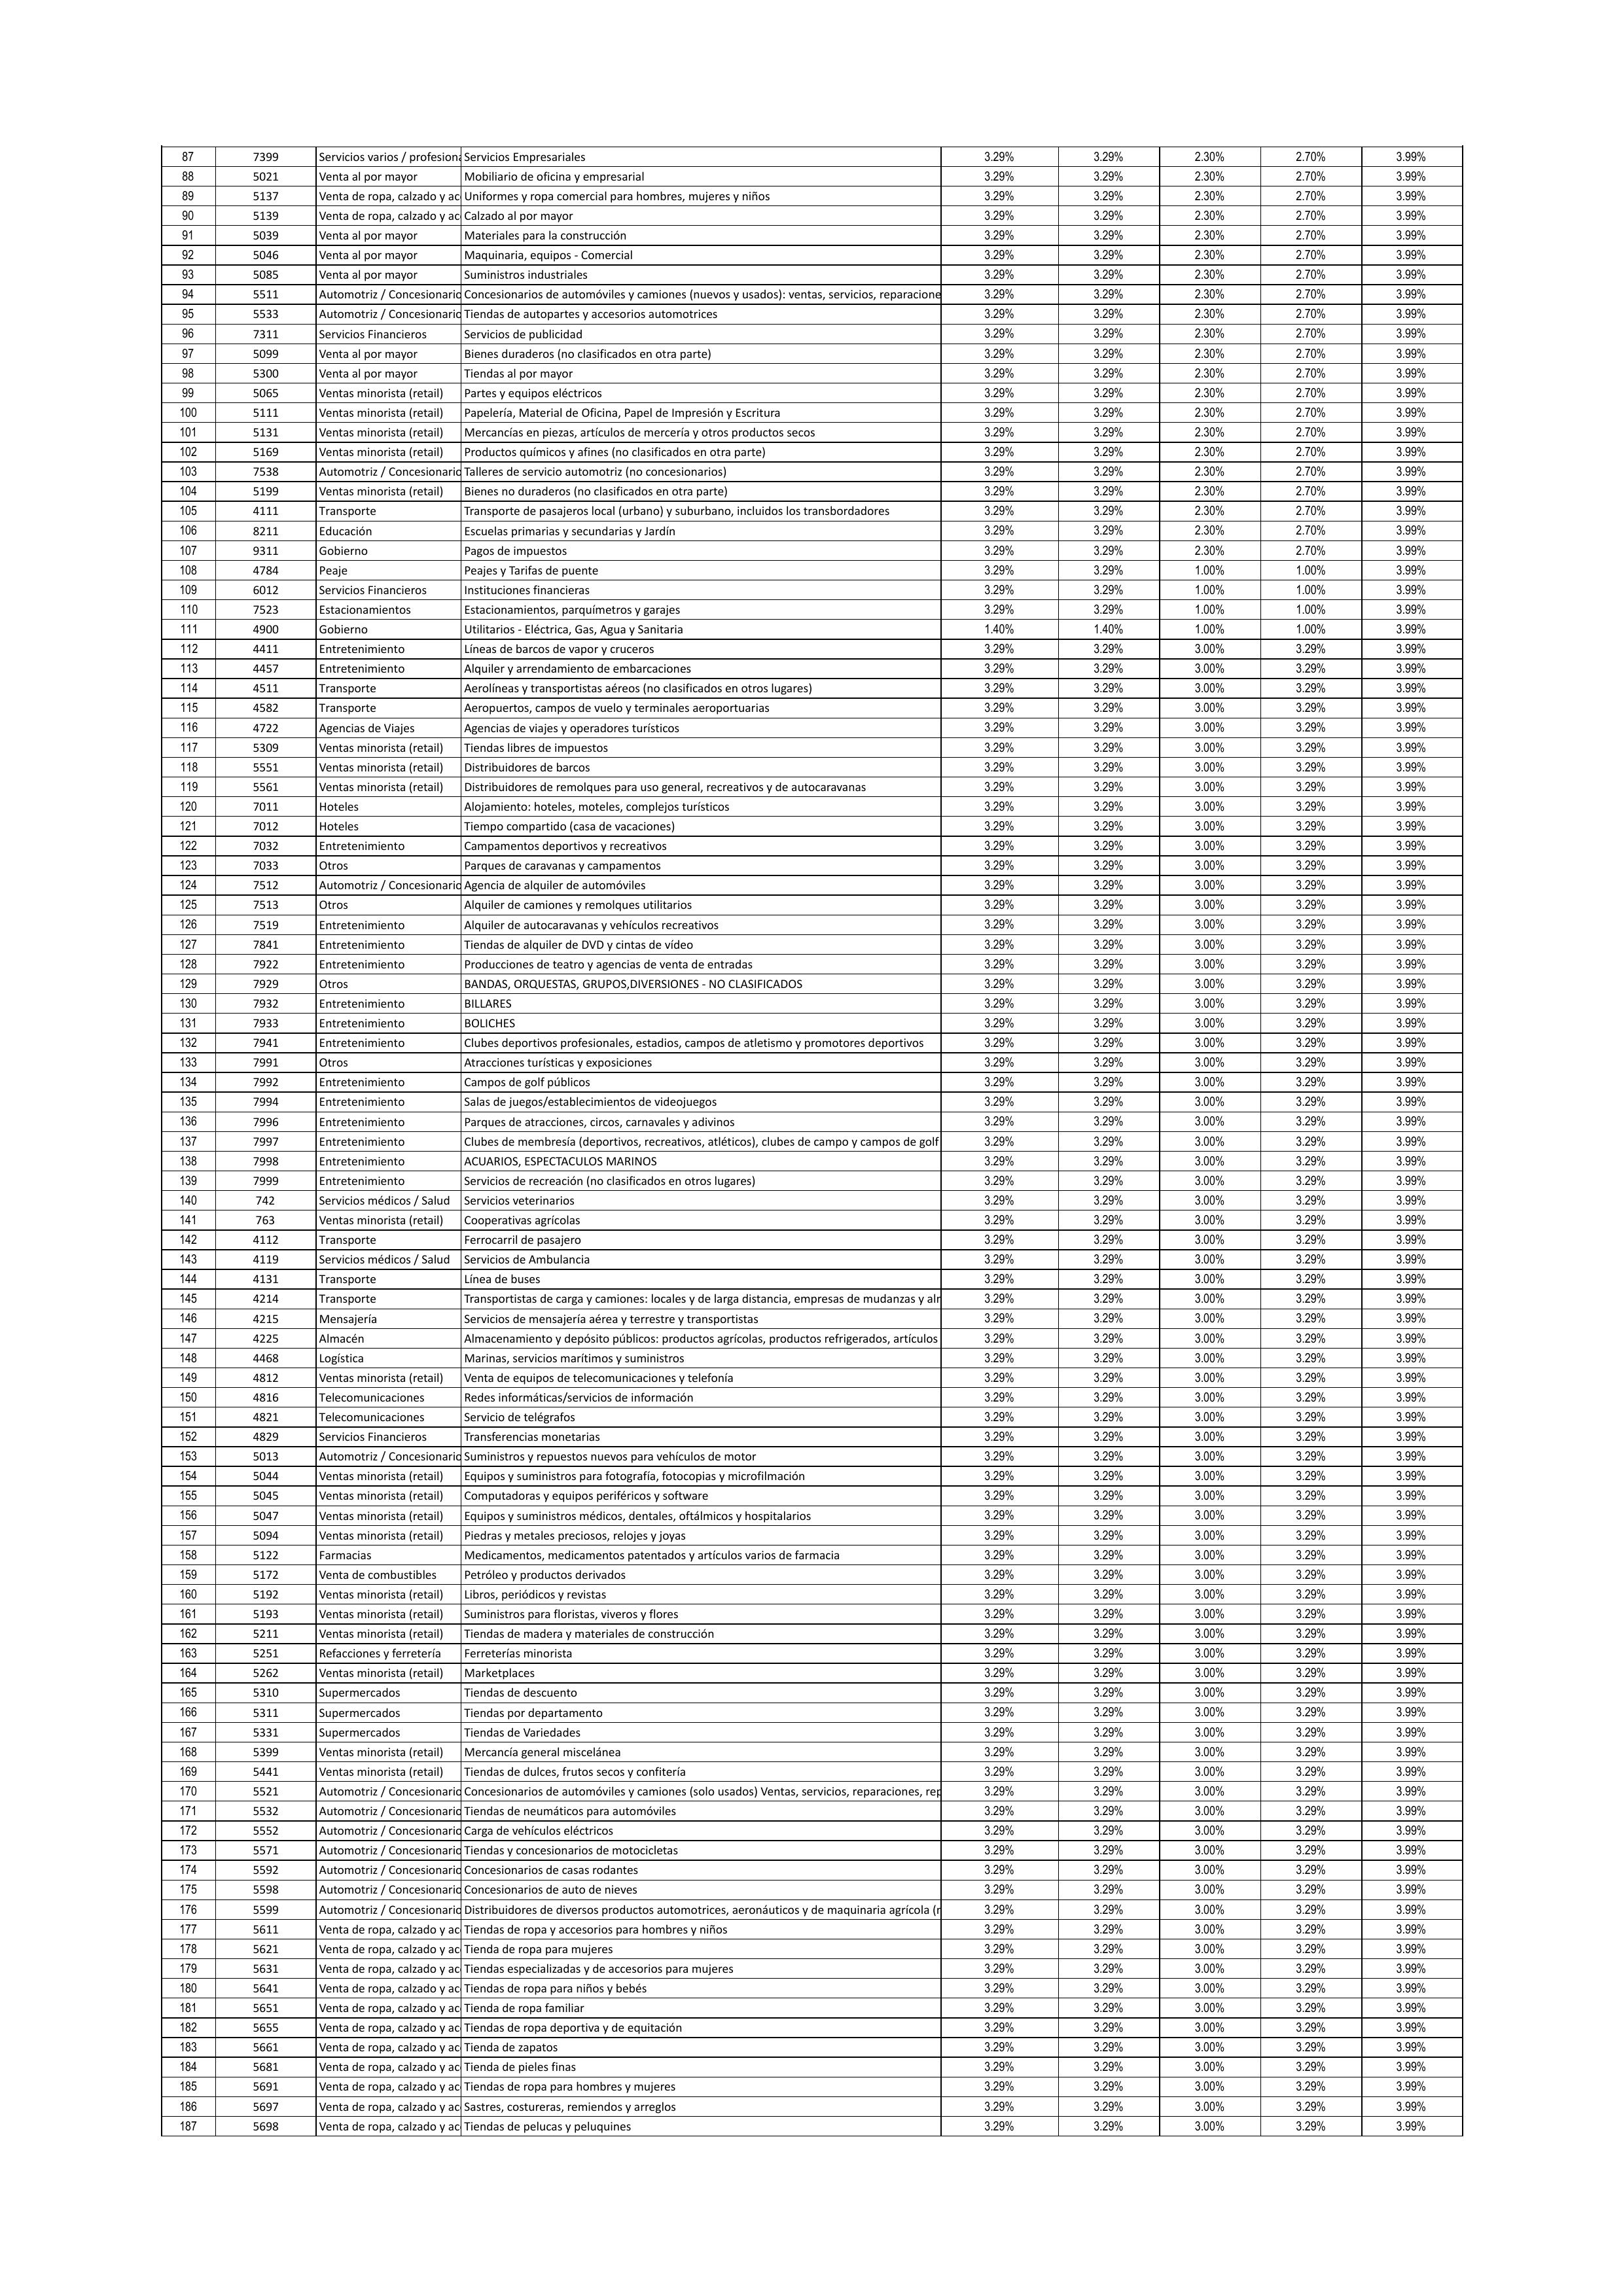 87 7399 Servicios varios / profesion Servicios Empresariales 3.29% 3.29% 2.30% 2.70% 3.99%
88 5021 Venta al por mayor Mobiliario de oficina y empresarial 3.29% 3.29% 2.30% 2.70% 3.99%
89 5137 Venta de ropa, calzado y ac Uniformes y ropa comercial para hombres, mujeres y niños 3.29% 3.29% 2.30% 2.70% 3.99%
90 5139 Venta de ropa, calzado y ac Calzado al por mayor 3.29% 3.29% 2.30% 2.70% 3.99%
91 5039 Venta al por mayor Materiales para la construcción 3.29% 3.29% 2.30% 2.70% 3.99%
92 5046 Venta al por mayor Maquinaria, equipos - Comercial 3.29% 3.29% 2.30% 2.70% 3.99%
93 5085 Venta al por mayor Suministros industriales 3.29% 3.29% 2.30% 2.70% 3.99%
94 5511 Automotriz / Concesionario Concesionarios de automóviles y camiones (nuevos y usados): ventas, servicios, reparacione 3.29% 3.29% 2.30% 2.70% 3.99%
95 5533 Automotriz / Concesionario Tiendas de autopartes y accesorios automotrices 3.29% 3.29% 2.30% 2.70% 3.99%
96 7311 Servicios Financieros Servicios de publicidad 3.29% 3.29% 2.30% 2.70% 3.99%
97 5099 Venta al por mayor Bienes duraderos (no clasificados en otra parte) 3.29% 3.29% 2.30% 2.70% 3.99%
98 5300 Venta al por mayor Tiendas al por mayor 3.29% 3.29% 2.30% 2.70% 3.99%
99 5065 Ventas minorista (retail) Partes y equipos eléctricos 3.29% 3.29% 2.30% 2.70% 3.99%
100 5111 Ventas minorista (retail) Papelería, Material de Oficina, Papel de Impresión y Escritura 3.29% 3.29% 2.30% 2.70% 3.99%
101 5131 Ventas minorista (retail) Mercancías en piezas, artículos de mercería y otros productos secos 3.29% 3.29% 2.30% 2.70% 3.99%
102 5169 Ventas minorista (retail) Productos químicos y afines (no clasificados en otra parte) 3.29% 3.29% 2.30% 2.70% 3.99%
103 7538 Automotriz / Concesionario Talleres de servicio automotriz (no concesionarios) 3.29% 3.29% 2.30% 2.70% 3.99%
104 5199 Ventas minorista (retail) Bienes no duraderos (no clasificados en otra parte) 3.29% 3.29% 2.30% 2.70% 3.99%
105 4111 Transporte Transporte de pasajeros local (urbano) y suburbano, incluidos los transbordadores 3.29% 3.29% 2.30% 2.70% 3.99%
106 8211 Educación Escuelas primarias y secundarias y Jardín 3.29% 3.29% 2.30% 2.70% 3.99%
107 9311 Gobierno Pagos de impuestos 3.29% 3.29% 2.30% 2.70% 3.99%
108 4784 Peaje Peajes y Tarifas de puente 3.29% 3.29% 1.00% 1.00% 3.99%
109 6012 Servicios Financieros Instituciones financieras 3.29% 3.29% 1.00% 1.00% 3.99%
110 7523 Estacionamientos Estacionamientos, parquímetros y garajes 3.29% 3.29% 1.00% 1.00% 3.99%
111 4900 Gobierno Utilitarios - Eléctrica, Gas, Agua y Sanitaria 1.40% 1.40% 1.00% 1.00% 3.99%
112 4411 Entretenimiento Líneas de barcos de vapor y cruceros 3.29% 3.29% 3.00% 3.29% 3.99%
113 4457 Entretenimiento Alquiler y arrendamiento de embarcaciones 3.29% 3.29% 3.00% 3.29% 3.99%
114 4511 Transporte Aerolíneas y transportistas aéreos (no clasificados en otros lugares) 3.29% 3.29% 3.00% 3.29% 3.99%
115 4582 Transporte Aeropuertos, campos de vuelo y terminales aeroportuarias 3.29% 3.29% 3.00% 3.29% 3.99%
116 4722 Agencias de Viajes Agencias de viajes y operadores turísticos 3.29% 3.29% 3.00% 3.29% 3.99%
117 5309 Ventas minorista (retail) Tiendas libres de impuestos 3.29% 3.29% 3.00% 3.29% 3.99%
118 5551 Ventas minorista (retail) Distribuidores de barcos 3.29% 3.29% 3.00% 3.29% 3.99%
119 5561 Ventas minorista (retail) Distribuidores de remolques para uso general, recreativos y de autocaravanas 3.29% 3.29% 3.00% 3.29% 3.99%
120 7011 Hoteles Alojamiento: hoteles, moteles, complejos turísticos 3.29% 3.29% 3.00% 3.29% 3.99%
121 7012 Hoteles Tiempo compartido (casa de vacaciones) 3.29% 3.29% 3.00% 3.29% 3.99%
122 7032 Entretenimiento Campamentos deportivos y recreativos 3.29% 3.29% 3.00% 3.29% 3.99%
123 7033 Otros Parques de caravanas y campamentos 3.29% 3.29% 3.00% 3.29% 3.99%
124 7512 Automotriz / Concesionario Agencia de alquiler de automóviles 3.29% 3.29% 3.00% 3.29% 3.99%
125 7513 Otros Alquiler de camiones y remolques utilitarios 3.29% 3.29% 3.00% 3.29% 3.99%
126 7519 Entretenimiento Alquiler de autocaravanas y vehículos recreativos 3.29% 3.29% 3.00% 3.29% 3.99%
127 7841 Entretenimiento Tiendas de alquiler de DVD y cintas de vídeo 3.29% 3.29% 3.00% 3.29% 3.99%
128 7922 Entretenimiento Producciones de teatro y agencias de venta de entradas 3.29% 3.29% 3.00% 3.29% 3.99%
129 7929 Otros BANDAS, ORQUESTAS, GRUPOS,DIVERSIONES - NO CLASIFICADOS 3.29% 3.29% 3.00% 3.29% 3.99%
130 7932 Entretenimiento BILLARES 3.29% 3.29% 3.00% 3.29% 3.99%
131 7933 Entretenimiento BOLICHES 3.29% 3.29% 3.00% 3.29% 3.99%
132 7941 Entretenimiento Clubes deportivos profesionales, estadios, campos de atletismo y promotores deportivos 3.29% 3.29% 3.00% 3.29% 3.99%
133 7991 Otros Atracciones turísticas y exposiciones 3.29% 3.29% 3.00% 3.29% 3.99%
134 7992 Entretenimiento Campos de golf públicos 3.29% 3.29% 3.00% 3.29% 3.99%
135 7994 Entretenimiento Salas de juegos/establecimientos de videojuegos 3.29% 3.29% 3.00% 3.29% 3.99%
136 7996 Entretenimiento Parques de atracciones, circos, carnavales y adivinos 3.29% 3.29% 3.00% 3.29% 3.99%
137 7997 Entretenimiento Clubes de membresía (deportivos, recreativos, atléticos), clubes de campo y campos de golf 3.29% 3.29% 3.00% 3.29% 3.99%
138 7998 Entretenimiento ACUARIOS, ESPECTACULOS MARINOS 3.29% 3.29% 3.00% 3.29% 3.99%
139 7999 Entretenimiento Servicios de recreación (no clasificados en otros lugares) 3.29% 3.29% 3.00% 3.29% 3.99%
140 742 Servicios médicos / Salud Servicios veterinarios 3.29% 3.29% 3.00% 3.29% 3.99%
141 763 Ventas minorista (retail) Cooperativas agrícolas 3.29% 3.29% 3.00% 3.29% 3.99%
142 4112 Transporte Ferrocarril de pasajero 3.29% 3.29% 3.00% 3.29% 3.99%
143 4119 Servicios médicos / Salud Servicios de Ambulancia 3.29% 3.29% 3.00% 3.29% 3.99%
144 4131 Transporte Línea de buses 3.29% 3.29% 3.00% 3.29% 3.99%
145 4214 Transporte Transportistas de carga y camiones: locales y de larga distancia, empresas de mudanzas y alr 3.29% 3.29% 3.00% 3.29% 3.99%
146 4215 Mensajería Servicios de mensajería aérea y terrestre y transportistas 3.29% 3.29% 3.00% 3.29% 3.99%
147 4225 Almacén Almacenamiento y depósito públicos: productos agrícolas, productos refrigerados, artículos 3.29% 3.29% 3.00% 3.29% 3.99%
148 4468 Logística Marinas, servicios marítimos y suministros 3.29% 3.29% 3.00% 3.29% 3.99%
149 4812 Ventas minorista (retail) Venta de equipos de telecomunicaciones y telefonía 3.29% 3.29% 3.00% 3.29% 3.99%
150 4816 Telecomunicaciones Redes informáticas/servicios de información 3.29% 3.29% 3.00% 3.29% 3.99%
151 4821 Telecomunicaciones Servicio de telégrafos 3.29% 3.29% 3.00% 3.29% 3.99%
152 4829 Servicios Financieros Transferencias monetarias 3.29% 3.29% 3.00% 3.29% 3.99%
153 5013 Automotriz / Concesionario Suministros y repuestos nuevos para vehículos de motor 3.29% 3.29% 3.00% 3.29% 3.99%
154 5044 Ventas minorista (retail) Equipos y suministros para fotografía, fotocopias y microfilmación 3.29% 3.29% 3.00% 3.29% 3.99%
155 5045 Ventas minorista (retail) Computadoras y equipos periféricos y software 3.29% 3.29% 3.00% 3.29% 3.99%
156 5047 Ventas minorista (retail) Equipos y suministros médicos, dentales, oftálmicos y hospitalarios 3.29% 3.29% 3.00% 3.29% 3.99%
157 5094 Ventas minorista (retail) Piedras y metales preciosos, relojes y joyas 3.29% 3.29% 3.00% 3.29% 3.99%
158 5122 Farmacias Medicamentos, medicamentos patentados y artículos varios de farmacia 3.29% 3.29% 3.00% 3.29% 3.99%
159 5172 Venta de combustibles Petróleo y productos derivados 3.29% 3.29% 3.00% 3.29% 3.99%
160 5192 Ventas minorista (retail) Libros, periódicos y revistas 3.29% 3.29% 3.00% 3.29% 3.99%
161 5193 Ventas minorista (retail) Suministros para floristas, viveros y flores 3.29% 3.29% 3.00% 3.29% 3.99%
162 5211 Ventas minorista (retail) Tiendas de madera y materiales de construcción 3.29% 3.29% 3.00% 3.29% 3.99%
163 5251 Refacciones y ferretería Ferreterías minorista 3.29% 3.29% 3.00% 3.29% 3.99%
164 5262 Ventas minorista (retail) Marketplaces 3.29% 3.29% 3.00% 3.29% 3.99%
165 5310 Supermercados Tiendas de descuento 3.29% 3.29% 3.00% 3.29% 3.99%
166 5311 Supermercados Tiendas por departamento 3.29% 3.29% 3.00% 3.29% 3.99%
167 5331 Supermercados Tiendas de Variedades 3.29% 3.29% 3.00% 3.29% 3.99%
168 5399 Ventas minorista (retail) Mercancía general miscelánea 3.29% 3.29% 3.00% 3.29% 3.99%
169 5441 Ventas minorista (retail) Tiendas de dulces, frutos secos y confitería 3.29% 3.29% 3.00% 3.29% 3.99%
170 5521 Automotriz / Concesionario Concesionarios de automóviles y camiones (solo usados) Ventas, servicios, reparaciones, rep 3.29% 3.29% 3.00% 3.29% 3.99%
171 5532 Automotriz / Concesionario Tiendas de neumáticos para automóviles 3.29% 3.29% 3.00% 3.29% 3.99%
172 5552 Automotriz / Concesionario Carga de vehículos eléctricos 3.29% 3.29% 3.00% 3.29% 3.99%
173 5571 Automotriz / Concesionario Tiendas y concesionarios de motocicletas 3.29% 3.29% 3.00% 3.29% 3.99%
174 5592 Automotriz / Concesionario Concesionarios de casas rodantes 3.29% 3.29% 3.00% 3.29% 3.99%
175 5598 Automotriz / Concesionario Concesionarios de auto de nieves 3.29% 3.29% 3.00% 3.29% 3.99%
176 5599 Automotriz / Concesionario Distribuidores de diversos productos automotrices, aeronáuticos y de maquinaria agrícola (r 3.29% 3.29% 3.00% 3.29% 3.99%
177 5611 Venta de ropa, calzado y ac Tiendas de ropa y accesorios para hombres y niños 3.29% 3.29% 3.00% 3.29% 3.99%
178 5621 Venta de ropa, calzado y ac Tienda de ropa para mujeres 3.29% 3.29% 3.00% 3.29% 3.99%
179 5631 Venta de ropa, calzado y ac Tiendas especializadas y de accesorios para mujeres 3.29% 3.29% 3.00% 3.29% 3.99%
180 5641 Venta de ropa, calzado y ac Tiendas de ropa para niños y bebés 3.29% 3.29% 3.00% 3.29% 3.99%
181 5651 Venta de ropa, calzado y ac Tienda de ropa familiar 3.29% 3.29% 3.00% 3.29% 3.99%
182 5655 Venta de ropa, calzado y ac Tiendas de ropa deportiva y de equitación 3.29% 3.29% 3.00% 3.29% 3.99%
183 5661 Venta de ropa, calzado y ac Tienda de zapatos 3.29% 3.29% 3.00% 3.29% 3.99%
184 5681 Venta de ropa, calzado y ac Tienda de pieles finas 3.29% 3.29% 3.00% 3.29% 3.99%
185 5691 Venta de ropa, calzado y ac Tiendas de ropa para hombres y mujeres 3.29% 3.29% 3.00% 3.29% 3.99%
186 5697 Venta de ropa, calzado y ac Sastres, costureras, remiendos y arreglos 3.29% 3.29% 3.00% 3.29% 3.99%
187 5698 Venta de ropa, calzado y ac Tiendas de pelucas y peluquines 3.29% 3.29% 3.00% 3.29% 3.99%